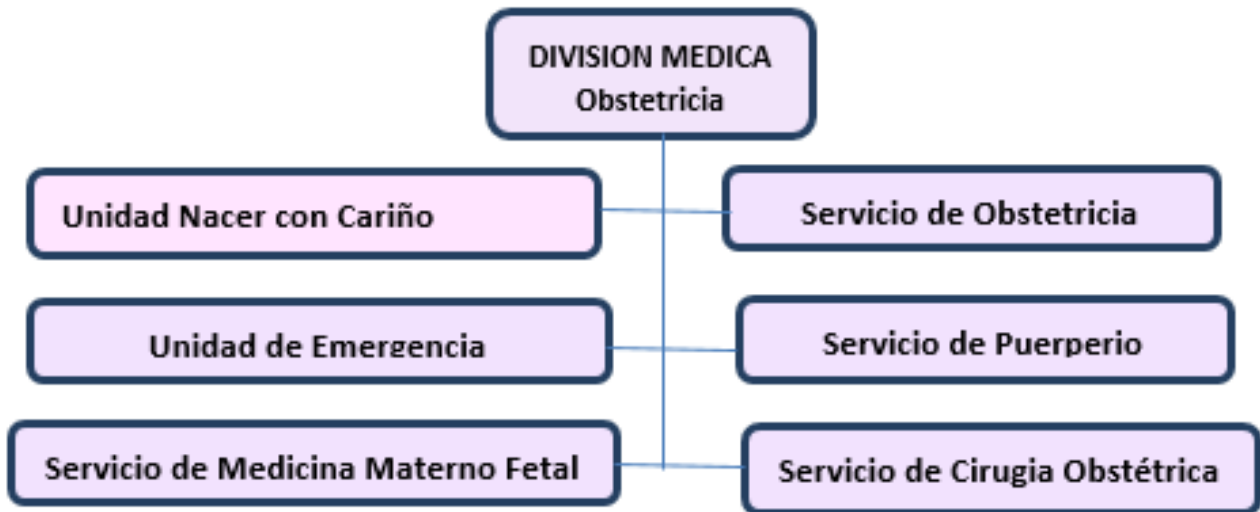 DIVISION MEDICA
Obstetricia
Unidad Nacer con Cariño
Servicio de Obstetricia
Unidad de Emergencia
Servicio de Puerperio
Servicio de Medicina Materno Fetal
Servicio de Cirugia Obstétrica